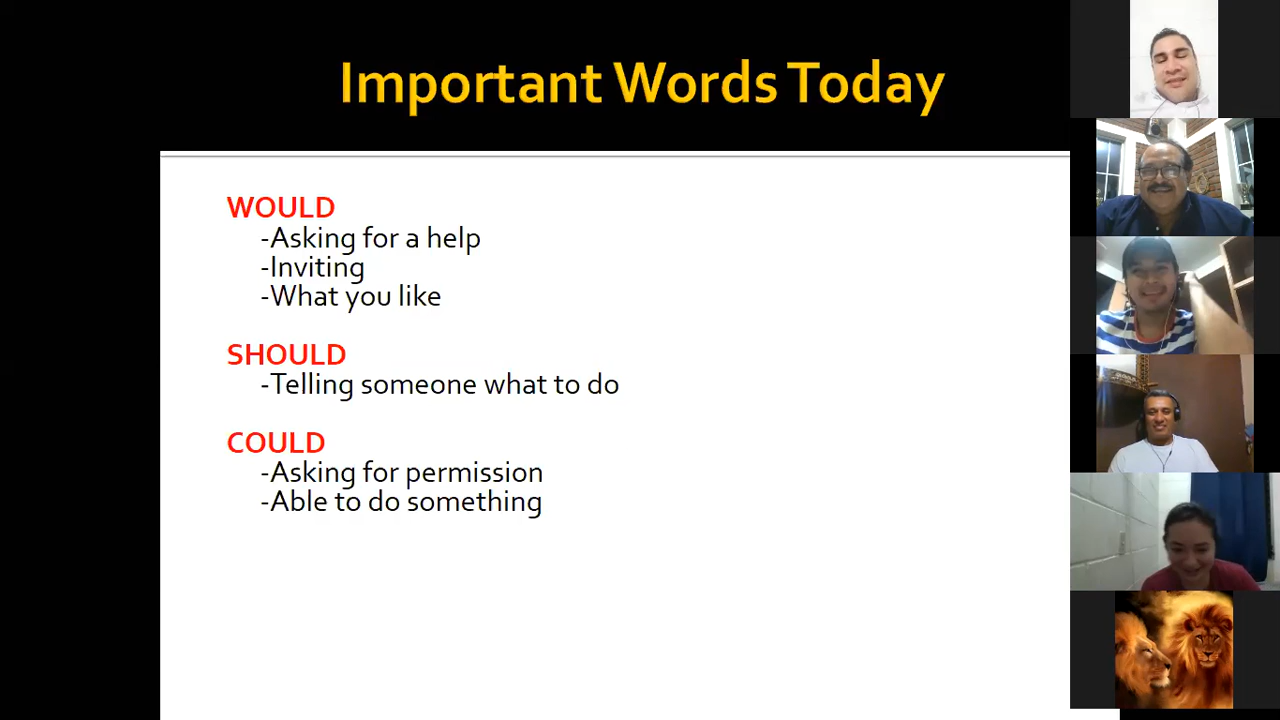 Important Words Today
WOULD
-Asking for a help
-Inviting
-What you like
SHOULD
-Telling someone what to do
COULD
-Asking for permission
-Able to do something